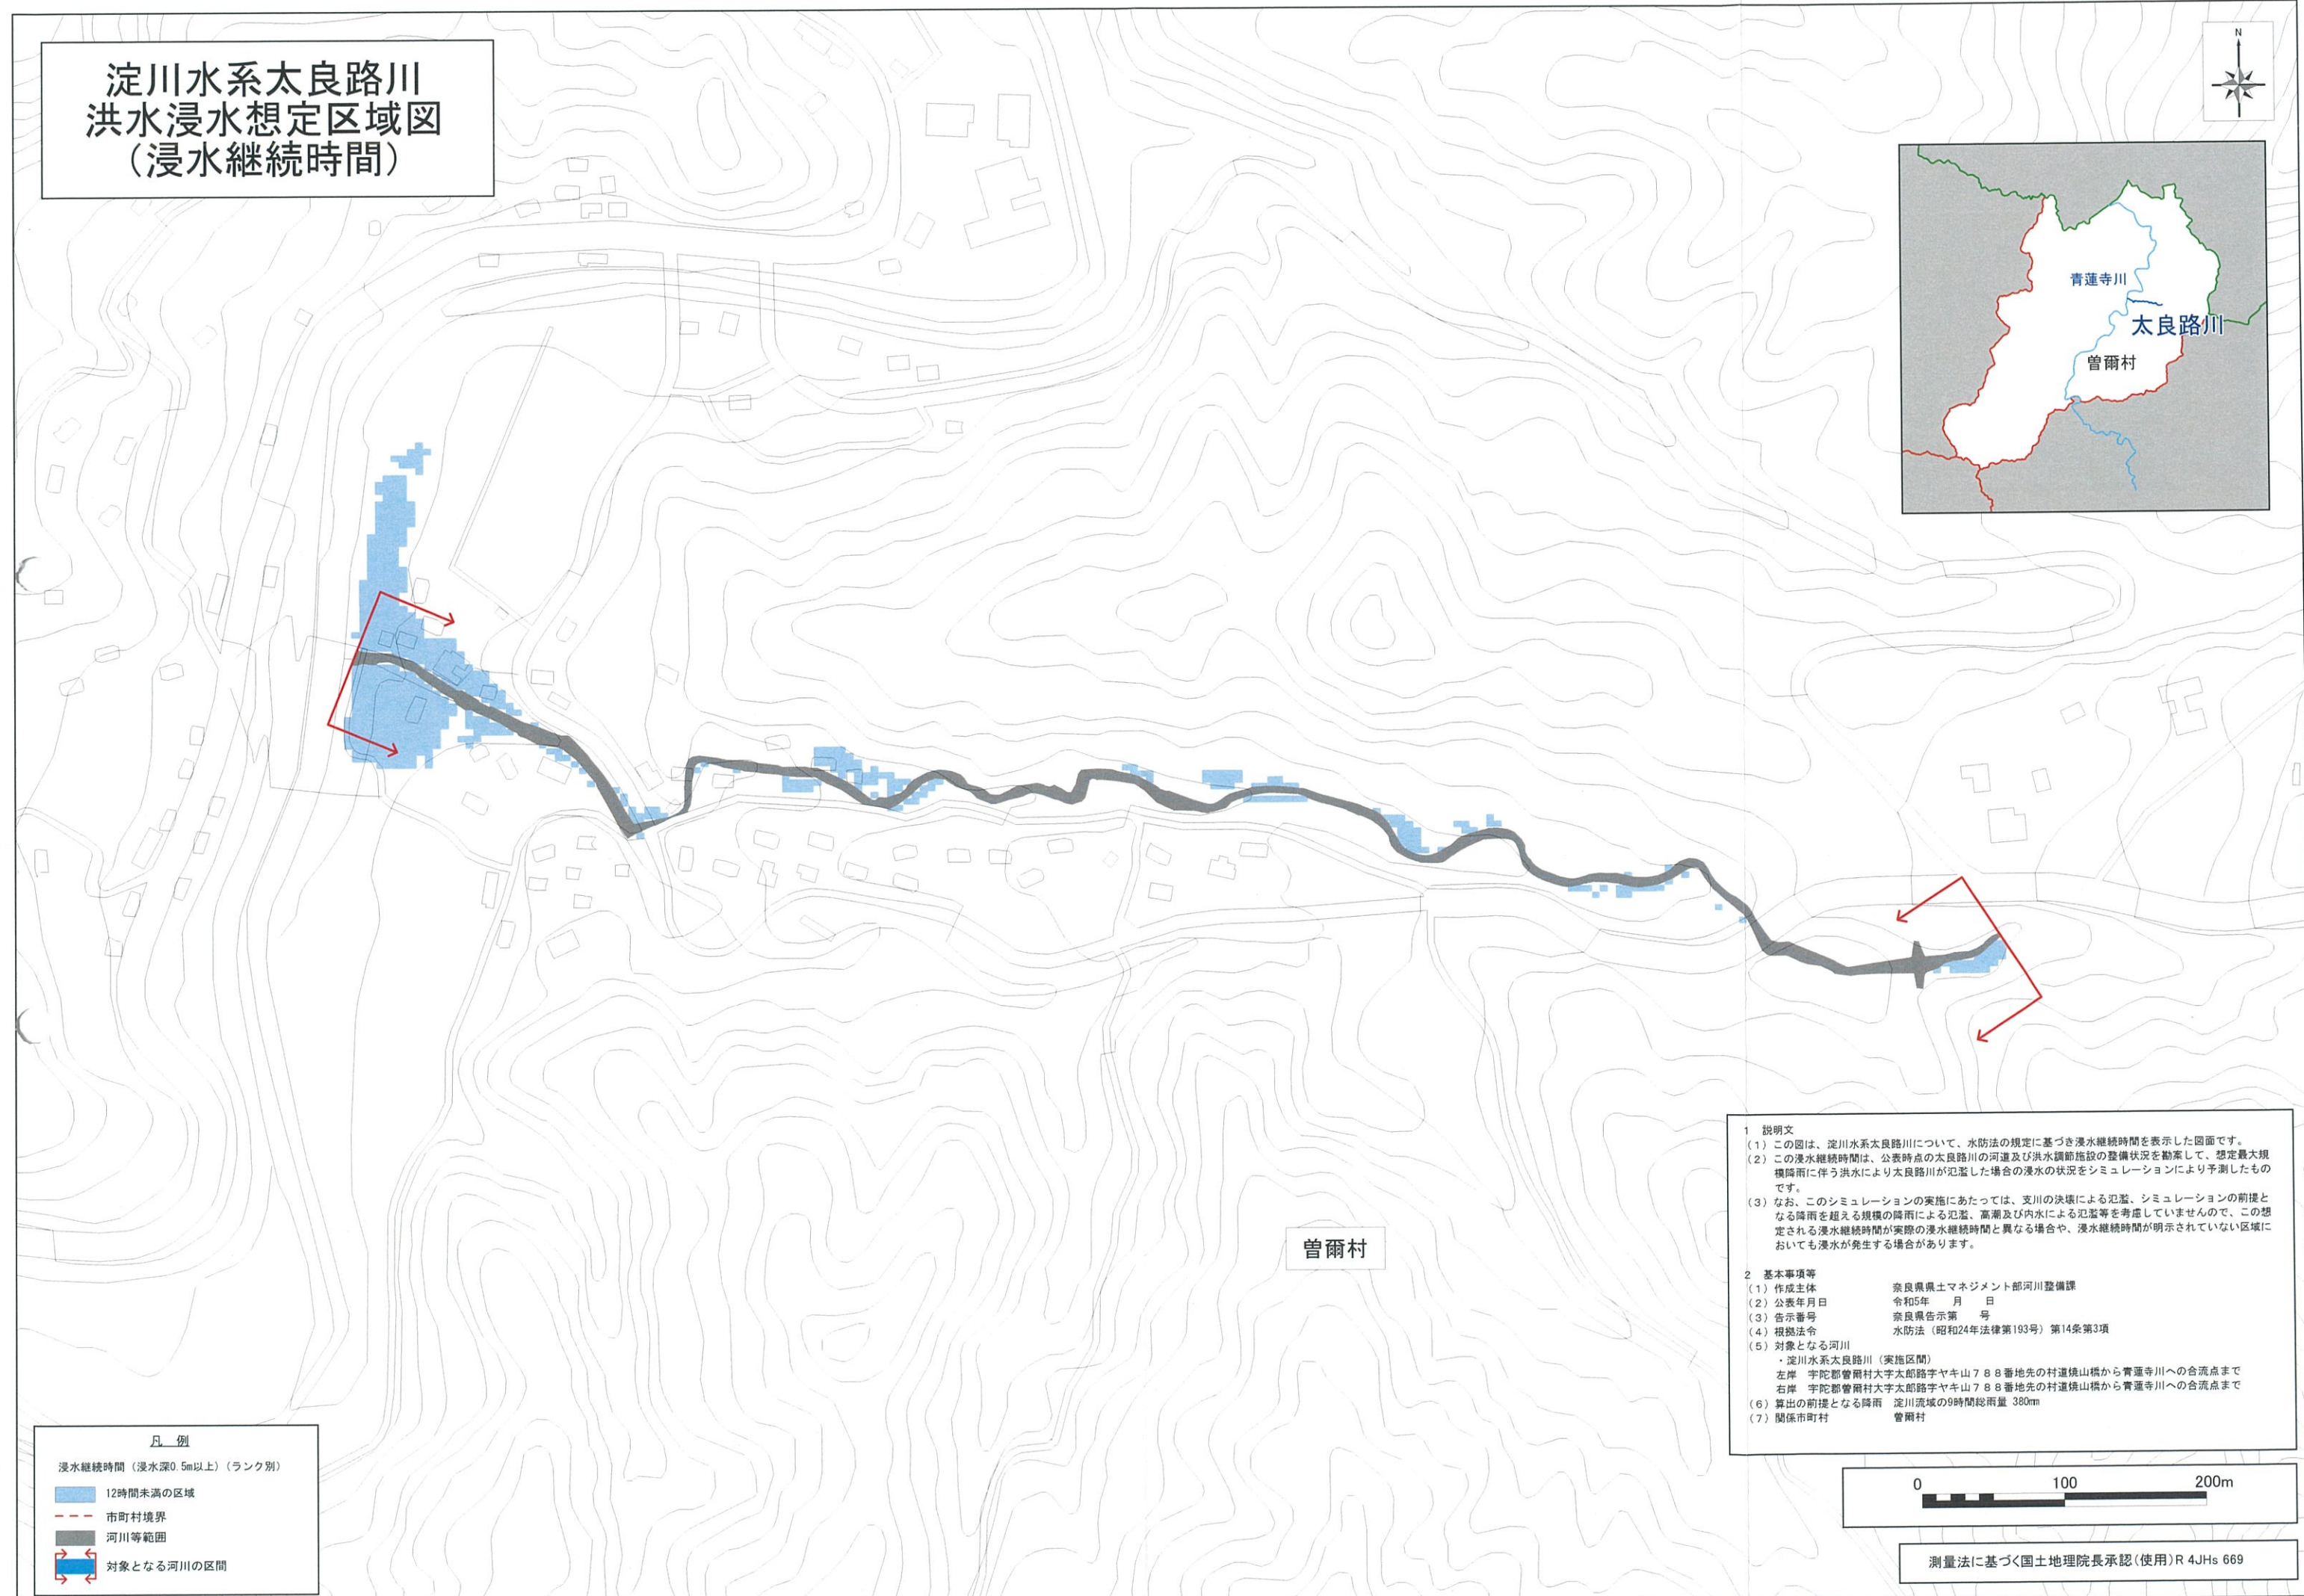 淀川水系太良路川
洪水浸水想定区域図
（浸水継続時間）
N
青蓮寺川
太良路川
曽爾村
曽爾村
1 説明文
（1）この図は、淀川水系太良路川について、水防法の規定に基づき浸水継続時間を表示した図面です。
（2）この浸水継続時間は、公表時点の太良路川の河道及び洪水調節施設の整備状況を勘案して、想定最大規
模降雨に伴う洪水により太良路川が氾濫した場合の浸水の状況をシミュレーションにより予測したもの
です。
（3）なお、このシミュレーションの実施にあたっては、支川の決壊による氾濫、シミュレーションの前提と
なる降雨を超える規模の降雨による氾濫、高潮及び内水による氾濫等を考慮していませんので、この想
定される浸水継続時間が実際の浸水継続時間と異なる場合や、浸水継続時間が明示されていない区域に
おいても浸水が発生する場合があります。
2 基本事項等
（1）作成主体 奈良県県土マネジメント部河川整備課
（2）公表年月日 令和5年 月 日
（3）告示番号 奈良県告示第 号
（4）根拠法令 水防法（昭和24年法律第193号）第14条第3項
（5）対象となる河川
・淀川水系太良路川（実施区間）
左岸 宇陀郡曽爾村大字太郎路字ヤキ山７８８番地先の村道焼山橋から青蓮寺川への合流点まで
右岸 宇陀郡曽爾村大字太郎路字ヤキ山７８８番地先の村道焼山橋から青蓮寺川への合流点まで
（6）算出の前提となる降雨 淀川流域の9時間総雨量 380mm
（7）関係市町村 曽爾村
凡 例
浸水継続時間（浸水深0.5m以上）（ランク別）
12時間未満の区域
市町村境界
河川等範囲
対象となる河川の区間
0 100 200m
測量法に基づく国土地理院長承認（使用）R 4JHs 669